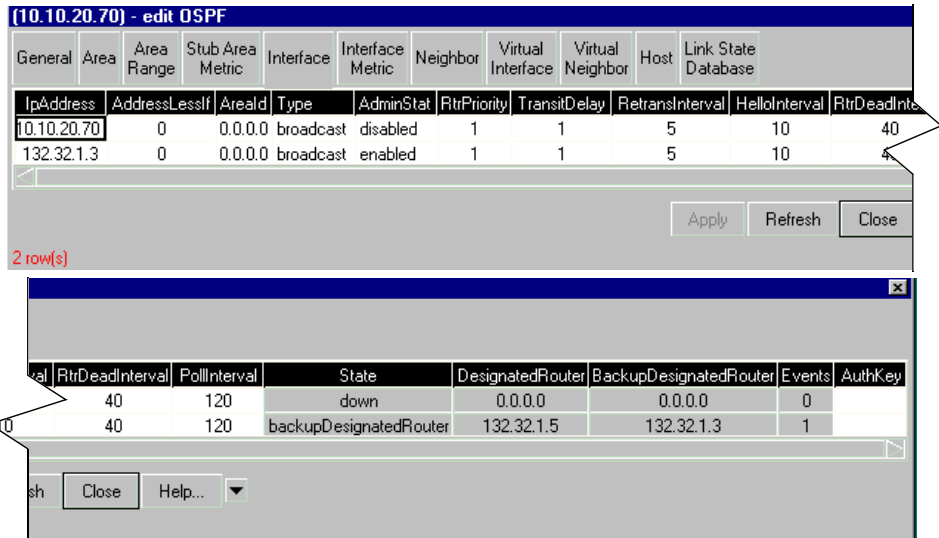 (10.10.20.70) - edit OSPF
General Area Area Range Stub Area Metric Interface Interface Metric Neighbor Virtual Interface Virtual Neighbor Host Link State Database
IpAddress AddressLessIf AreaId Type AdminStat RtrPriority TransitDelay RetransInterval HelloInterval RtrDeadInte
10.10.20.70 0 0.0.0.0 broadcast disabled 1 1 5 10 40
132.32.1.3 0 0.0.0.0 broadcast enabled 1 1 5 10 40
Apply Refresh Close
2 row(s)
val RtrDeadInterval PollInterval State DesignatedRouter BackupDesignatedRouter Events AuthKey
40 120 down 0.0.0.0 0.0.0.0 0
0 40 120 backupDesignatedRouter 132.32.1.5 132.32.1.3 1
sh Close Help...